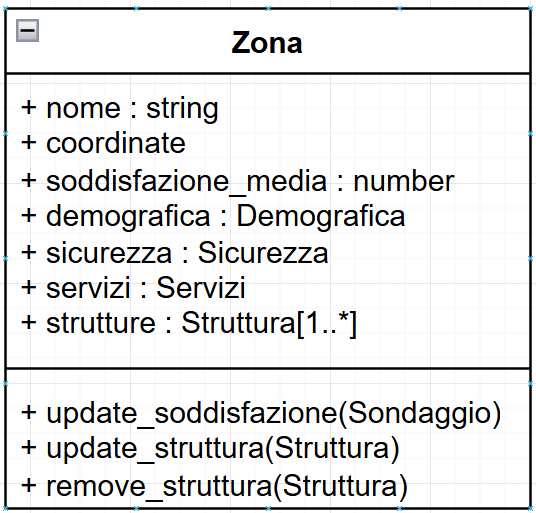 Zona
+ nome : string
+ coordinate
+ soddisfazione_media : number
+ demografica : Demografica
+ sicurezza : Sicurezza
+ servizi : Servizi
+ strutture : Struttura[1..*]
+ update_soddisfazione(Sondaggio)
+ update_struttura(Struttura)
+ remove_struttura(Struttura)